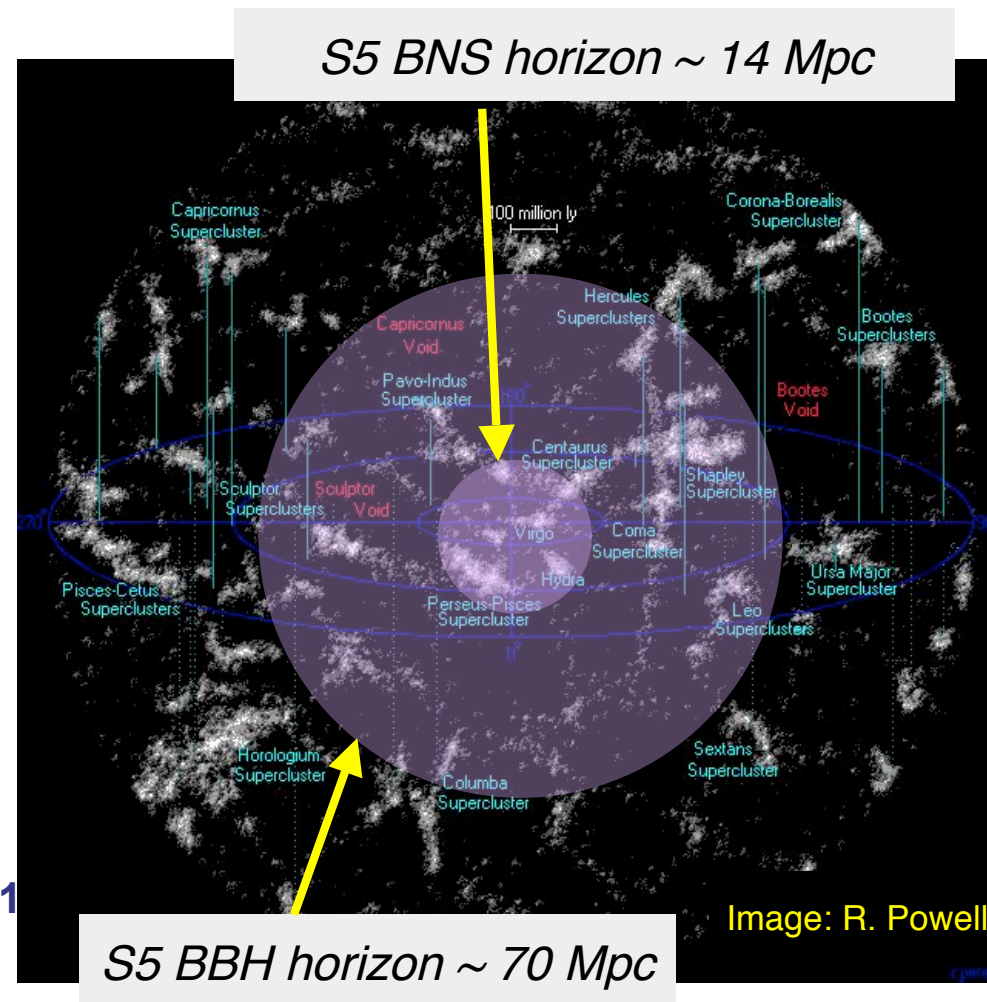 S5 BNS horizon ~ 14 Mpc
Capricornus
Supercluster
100 million ly
Corona-Borealis
Supercluster
Hercules
Superclusters
Capricornus
Void
Bootes
Superclusters
Pavo-Indus
Supercluster
Bootes
Void
Centaurus
Supercluster
Sculptor
Superclusters
Sculptor
Void
Shapley
Supercluster
270°
Virgo
Coma
Supercluster
Pisces-Cetus
Superclusters
Hydra
Ursa Major
Supercluster
Perseus-Pisces
Supercluster
Leo
Superclusters
0°
Horologium
Supercluster
Sextans
Supercluster
Columba
Supercluster
1
Image: R. Powell
S5 BBH horizon ~ 70 Mpc